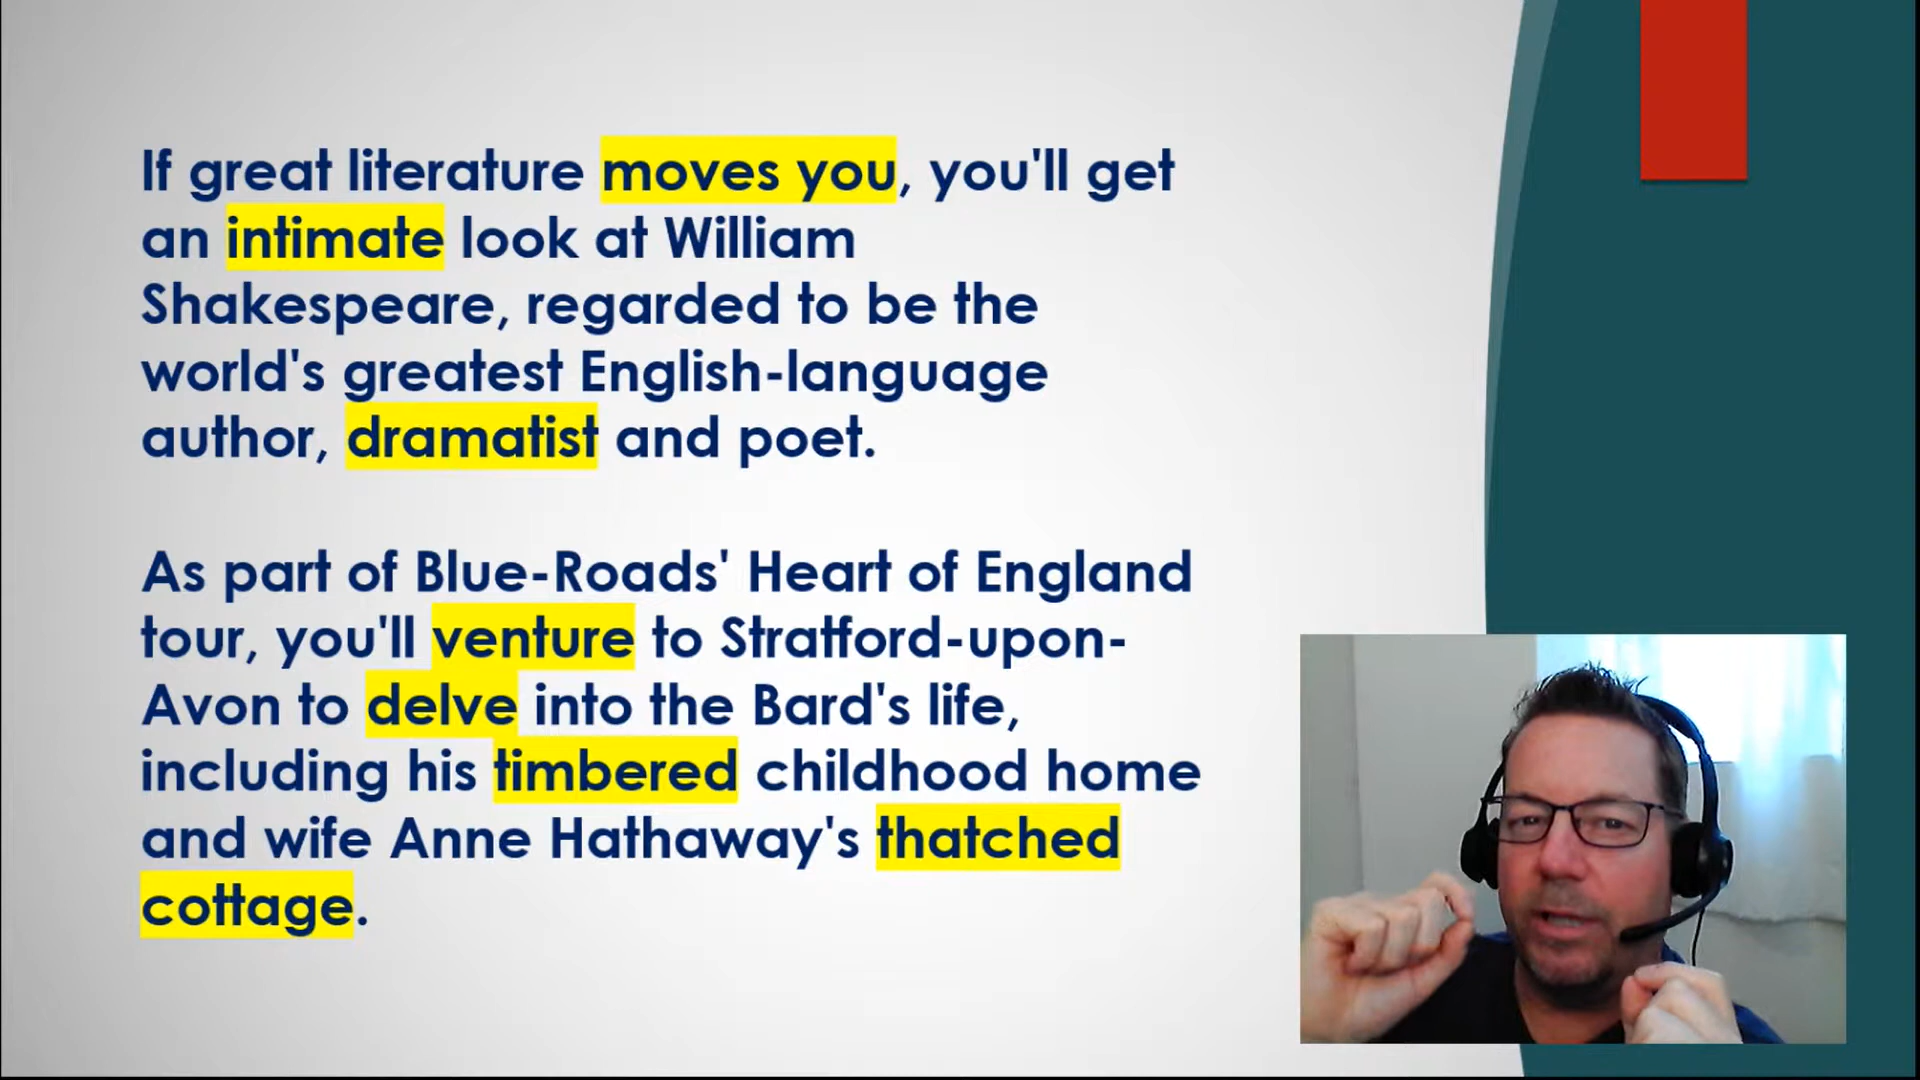 If great literature moves you, you'll get
an intimate look at William
Shakespeare, regarded to be the
world's greatest English-language
author, dramatist and poet.
As part of Blue-Roads' Heart of England
tour, you'll venture to Stratford-upon-
Avon to delve into the Bard's life,
including his timbered childhood home
and wife Anne Hathaway's thatched
cottage.